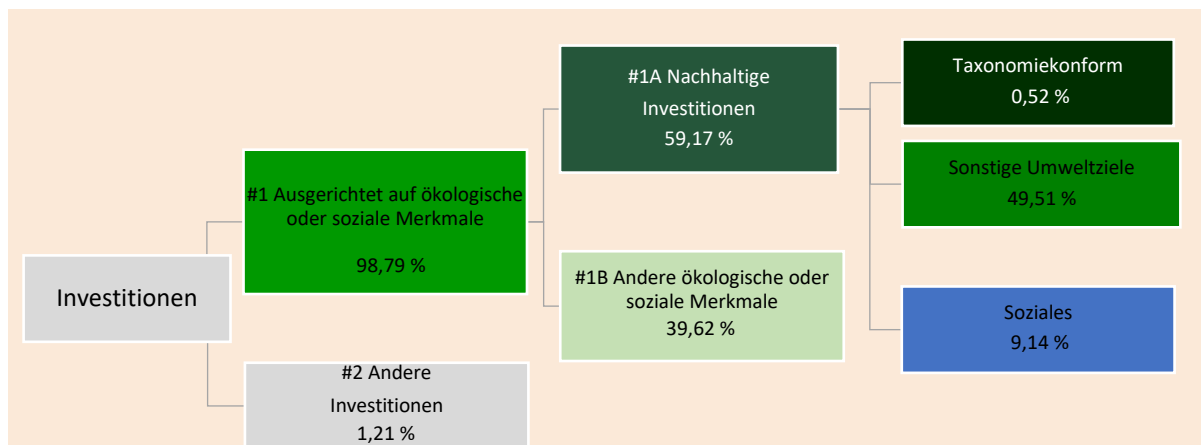 Investitionen
#1 Ausgerichtet auf ökologische
oder soziale Merkmale
98,79 %
#2 Andere
Investitionen
1,21 %
#1A Nachhaltige
Investitionen
59,17 %
#1B Andere ökologische oder
soziale Merkmale
39,62 %
Taxonomiekonform
0,52 %
Sonstige Umweltziele
49,51 %
Soziales
9,14 %